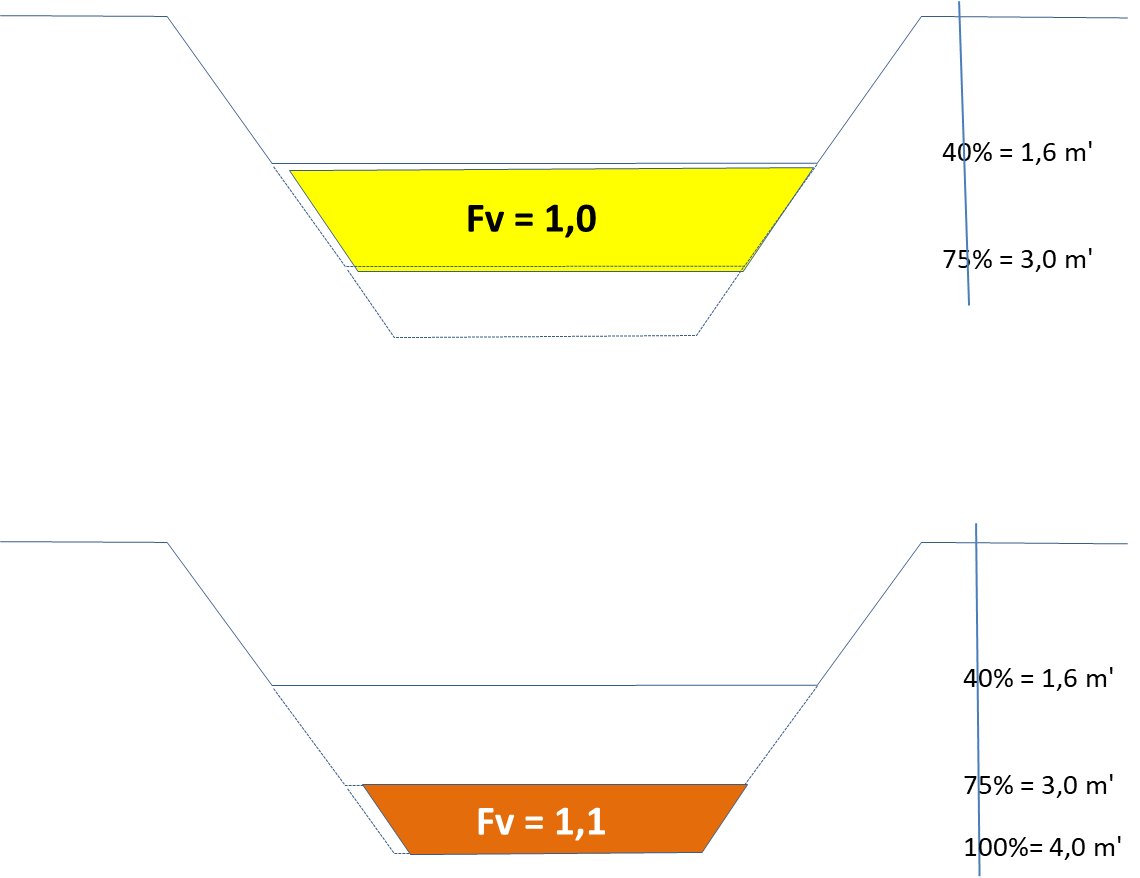 40% = 1,6 m'
Fv = 1,0
75% = 3,0 m'
40% = 1,6 m'
75% = 3,0 m'
Fv = 1,1
100%= 4,0 m'